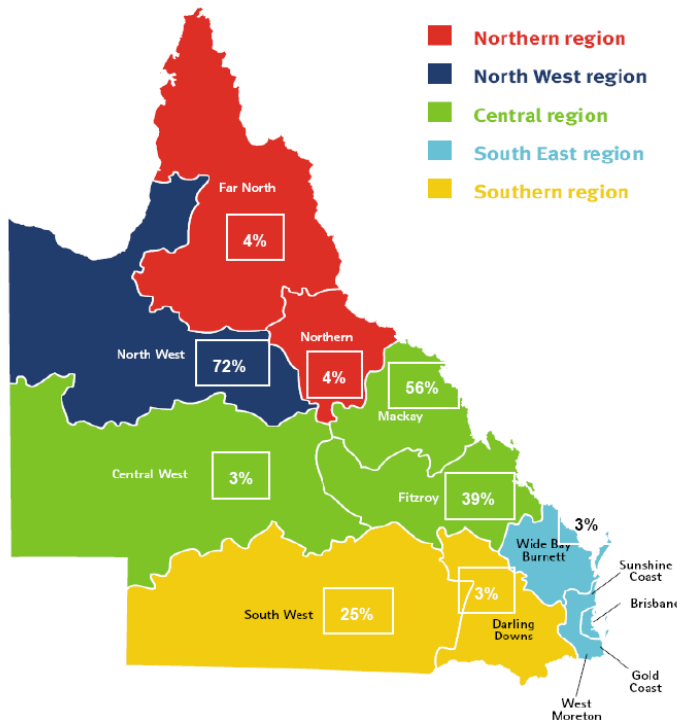 Northern region
North West region
Central region
South East region
Southern region
Far North
4%
Northern
4%
North West
72%
56%
Mackay
Central West
3%
Fitzroy
39%
3%
Wide Bay
Burnett
Sunshine
Coast
Brisbane
South West
25%
3%
Darling
Downs
Gold
Coast
West
Moreton